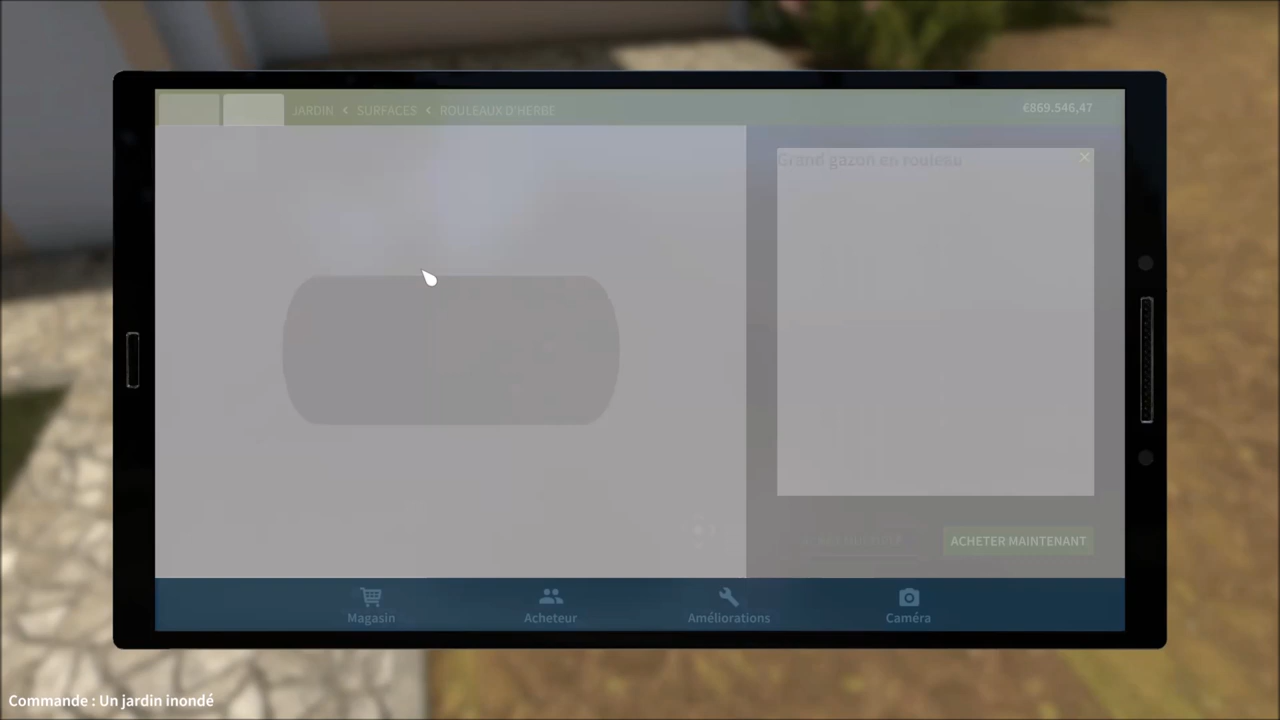 JARDIN < SURFACES < ROULEAUX D'HERBE
€869.546,47
Grand gazon en rouleau
ACHETER MAINTENANT
Magasin
Acheteur
Améliorations
Caméra
Commande : Un jardin inondé